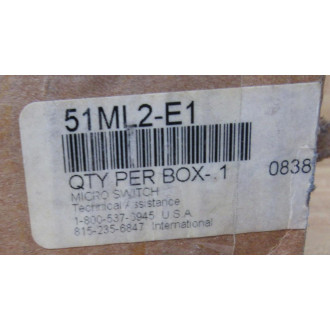 51ML2-E1
QTY PER BOX-.1 0838
MICRO SWITCH
Technical Assistance
1-800-537-6945 U.S.A.
815-235-6847 International